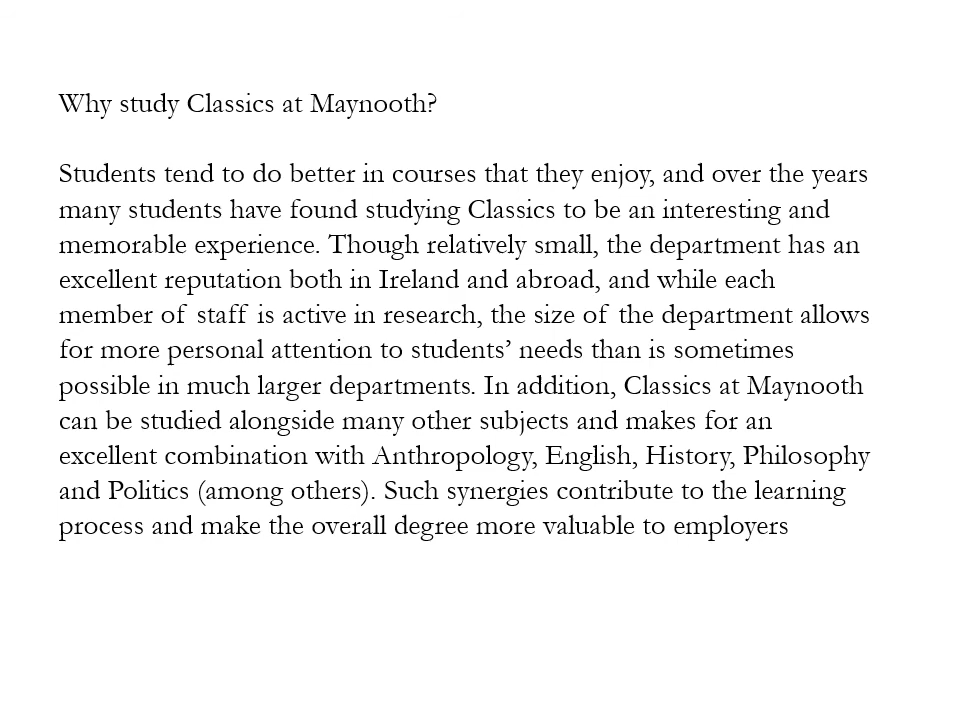 Why study Classics at Maynooth?
Students tend to do better in courses that they enjoy, and over the years
many students have found studying Classics to be an interesting and
memorable experience. Though relatively small, the department has an
excellent reputation both in Ireland and abroad, and while each
member of staff is active in research, the size of the department allows
for more personal attention to students’ needs than is sometimes
possible in much larger departments. In addition, Classics at Maynooth
can be studied alongside many other subjects and makes for an
excellent combination with Anthropology, English, History, Philosophy
and Politics (among others). Such synergies contribute to the learning
process and make the overall degree more valuable to employers